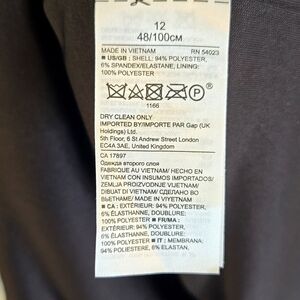 12
48/100СМ
MADE IN VIETNAM RN 54023
■ US/GB : SHELL: 94% POLYESTER,
6% SPANDEX/ELASTANE, LINING:
100% POLYESTER
P
1166
DRY CLEAN ONLY
IMPORTED BY/IMPORTE PAR Gap (UK
Holdings) Ltd.
5th Floor, 6 St Andrew Street London
EC4A 3AE, United Kingdom
CA 17897
Одежда второго слоя
FABRIQUE AU VIETNAM/ HECHO EN
VIETNAM CON INSUMOS IMPORTADOS/
ZEMLJA PROIZVODNJE VIJETNAM/
DIBUAT DI VIETNAM/ СДЕЛАНО ВО
ВЬЕТНАМЕ/ MADE IN VIYETNAM
■ CA : EXTÉRIEUR: 94% POLYESTER,
6% ÉLASTHANNE, DOUBLURE:
100% POLYESTER ■ FR/MA :
EXTÉRIEUR: 94% POLYESTER,
6% ÉLASTHANNE, DOUBLURE:
100% POLYESTER ■ IT : MEMBRANA:
94% POLIESTERE, 6% ELASTAN,